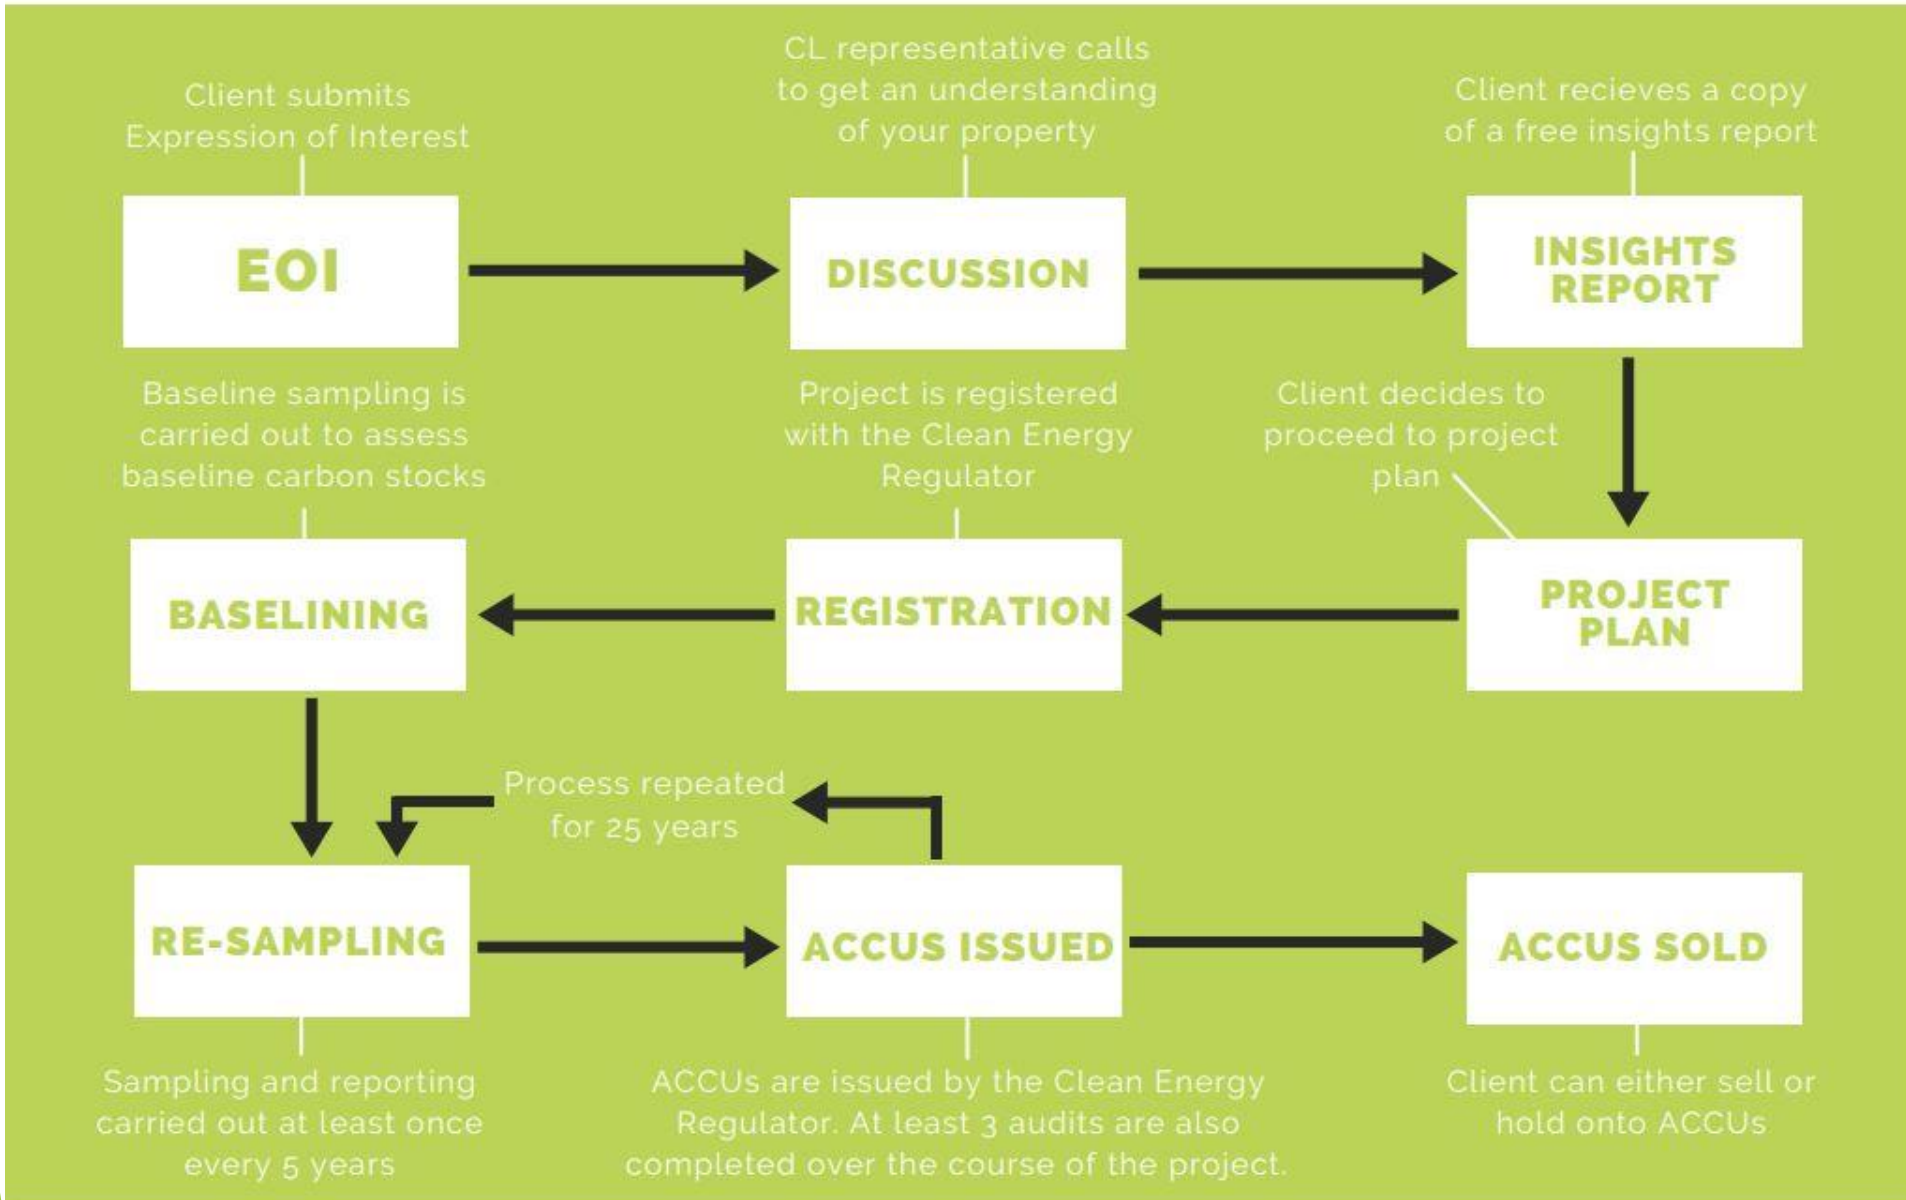 Client submits
Expression of Interest
EOI
CL representative calls
to get an understanding
of your property
DISCUSSION
Client recieves a copy
of a free insights report
INSIGHTS
REPORT
Client decides to
proceed to project
plan
PROJECT
PLAN
Project is registered
with the Clean Energy
Regulator
REGISTRATION
Baseline sampling is
carried out to assess
baseline carbon stocks
BASELINING
Process repeated
for 25 years
RE-SAMPLING
Sampling and reporting
carried out at least once
every 5 years
ACCUS ISSUED
ACCUs are issued by the Clean Energy
Regulator. At least 3 audits are also
completed over the course of the project.
ACCUS SOLD
Client can either sell or
hold onto ACCUs